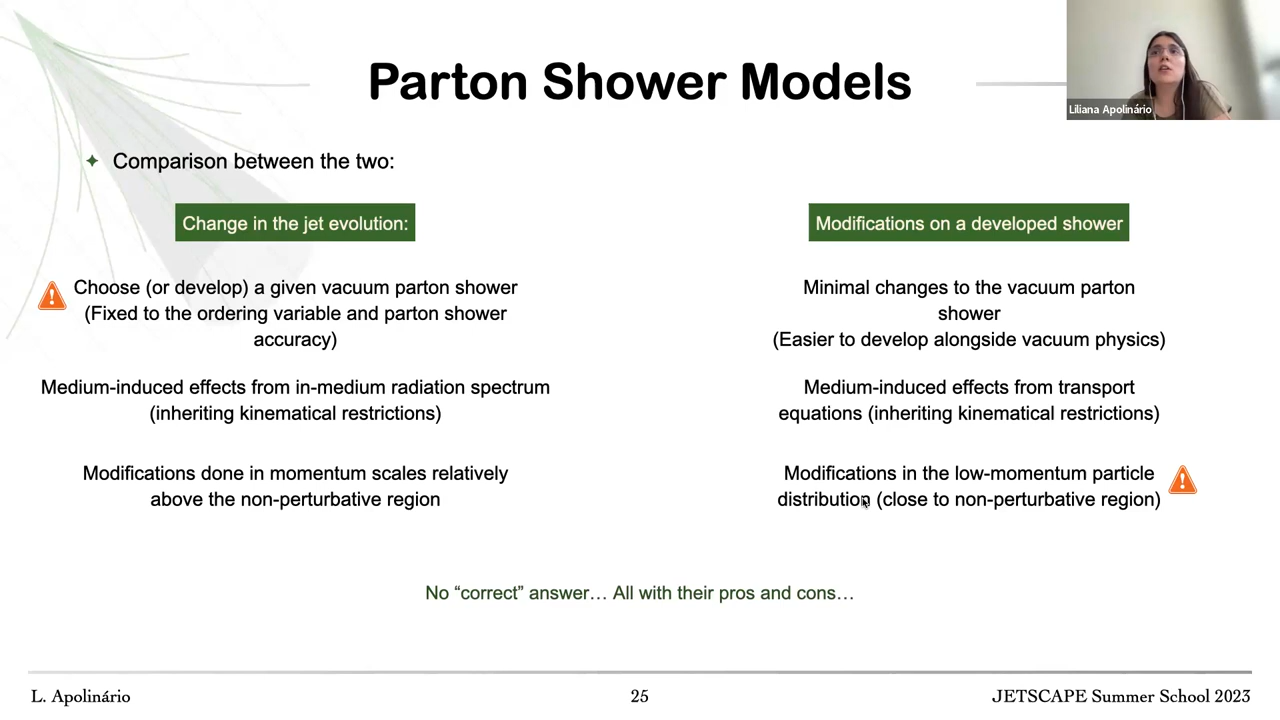 Parton Shower Models
Liliana Apolinário
✦ Comparison between the two:
Change in the jet evolution:
Choose (or develop) a given vacuum parton shower
(Fixed to the ordering variable and parton shower
accuracy)
Medium-induced effects from in-medium radiation spectrum
(inheriting kinematical restrictions)
Modifications done in momentum scales relatively
above the non-perturbative region
Modifications on a developed shower
Minimal changes to the vacuum parton
shower
(Easier to develop alongside vacuum physics)
Medium-induced effects from transport
equations (inheriting kinematical restrictions)
Modifications in the low-momentum particle
distribution (close to non-perturbative region)
No “correct” answer… All with their pros and cons…
L. Apolinário
25
JETSCAPE Summer School 2023